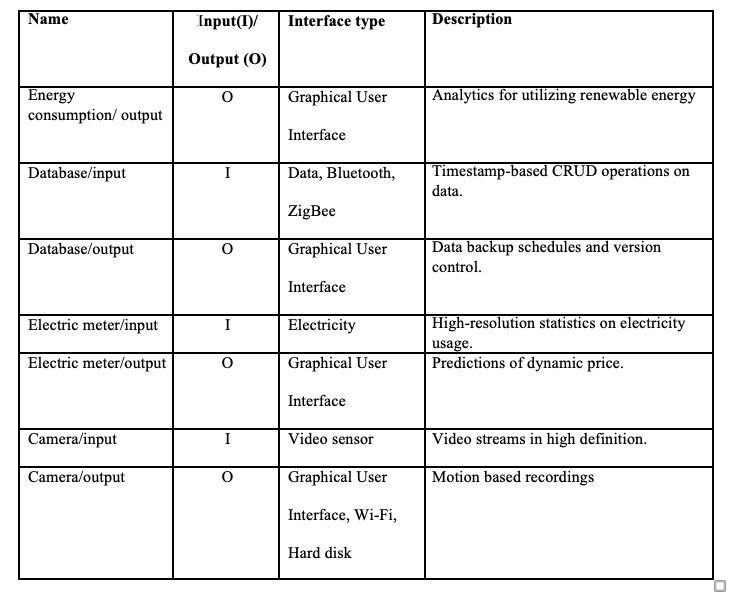 Name Input(I)/ Interface type Description
Output (O)
Energy O Graphical User Analytics for utilizing renewable energy
consumption/ output
Interface
Database/input I Data, Bluetooth, Timestamp-based CRUD operations on
data.
ZigBee
Database/output O Graphical User Data backup schedules and version
control.
Interface
Electric meter/input I Electricity High-resolution statistics on electricity
usage.
Electric meter/output O Graphical User Predictions of dynamic price.
Interface
Camera/input I Video sensor Video streams in high definition.
Camera/output O Graphical User Motion based recordings
Interface, Wi-Fi,
Hard disk